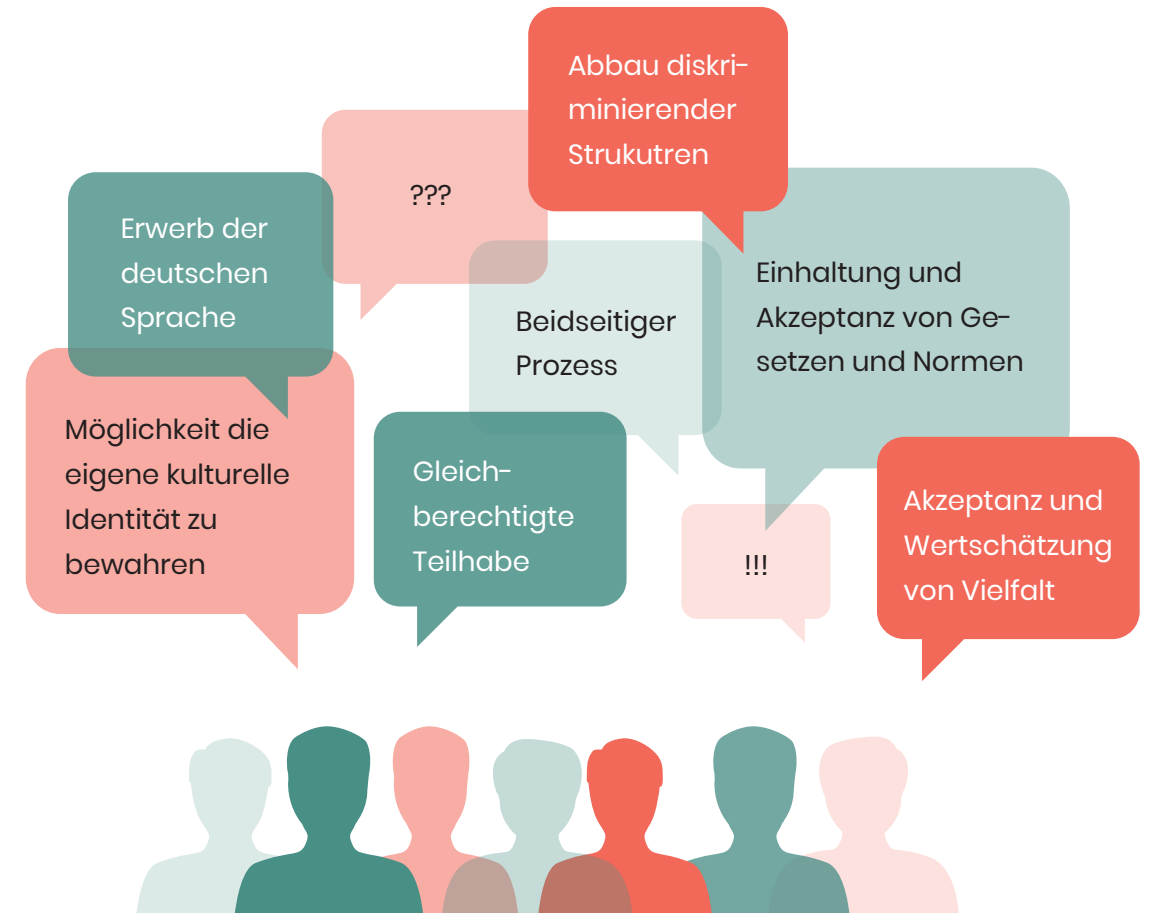 Abbau diskri-
minierender
Strukutren
???
Erwerb der
deutschen
Sprache
Einhaltung und
Akzeptanz von Ge-
setzen und Normen
Beidseitiger
Prozess
Möglichkeit die
eigene kulturelle
Identität zu
bewahren
Gleich-
berechtigte
Teilhabe
!!!
Akzeptanz und
Wertschätzung
von Vielfalt